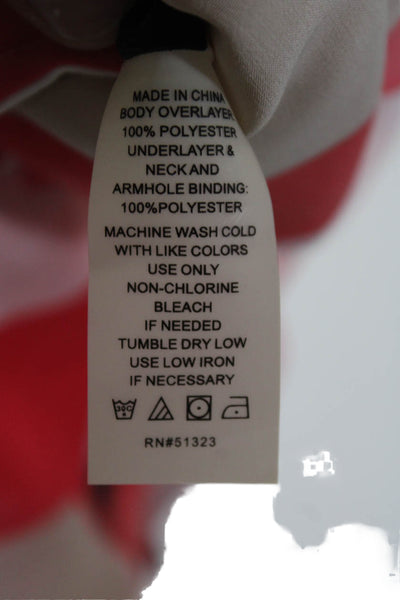 MADE IN CHINA
BODY OVERLAYER:
100% POLYESTER
UNDERLAYER &
NECK AND
ARMHOLE BINDING:
100%POLYESTER
MACHINE WASH COLD
WITH LIKE COLORS
USE ONLY
NON-CHLORINE
BLEACH
IF NEEDED
TUMBLE DRY LOW
USE LOW IRON
IF NECESSARY
30C
RN#51323